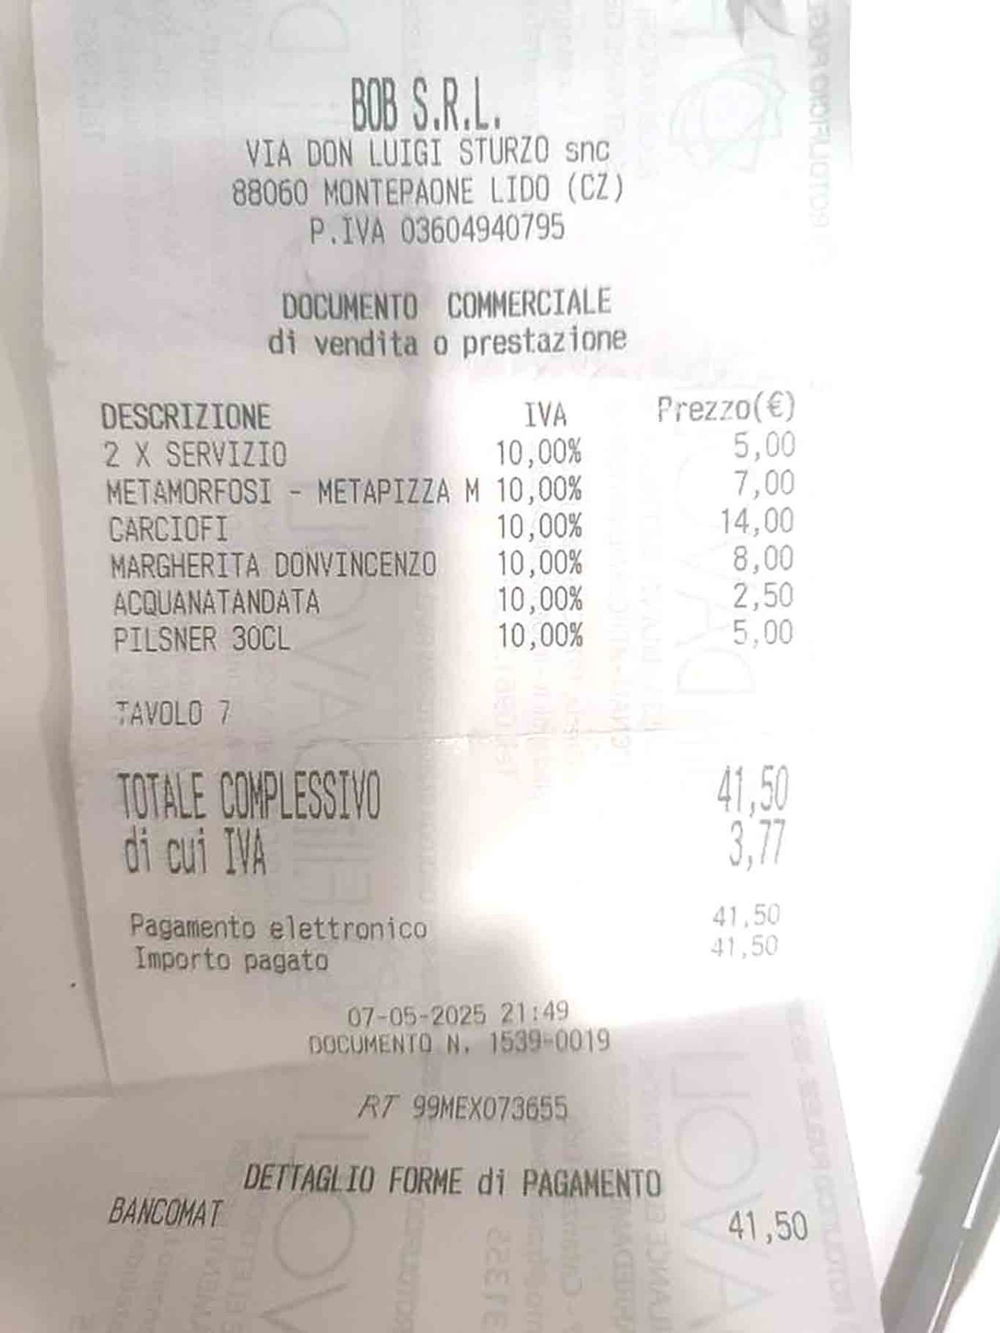 BOB S.R.L.
VIA DON LUIGI STURZO snc
88060 MONTEPAONE LIDO (CZ)
P.IVA 03604940795
DOCUMENTO COMMERCIALE
di vendita o prestazione
DESCRIZIONE IVA Prezzo(€)
2 X SERVIZIO 10,00% 5,00
METAMORFOSI - METAPIZZA M 10,00% 7,00
CARCIOFI 10,00% 14,00
MARGHERITA DONVINCENZO 10,00% 8,00
ACQUANATANDATA 10,00% 2,50
PILSNER 30CL 10,00% 5,00
TAVOLO 7
TOTALE COMPLESSIVO 41,50
di cui IVA 3,77
Pagamento elettronico 41,50
Importo pagato 41,50
07-05-2025 21:49
DOCUMENTO N. 1539-0019
RT 99MEX073655
DETTAGLIO FORME di PAGAMENTO
BANCOMAT 41,50